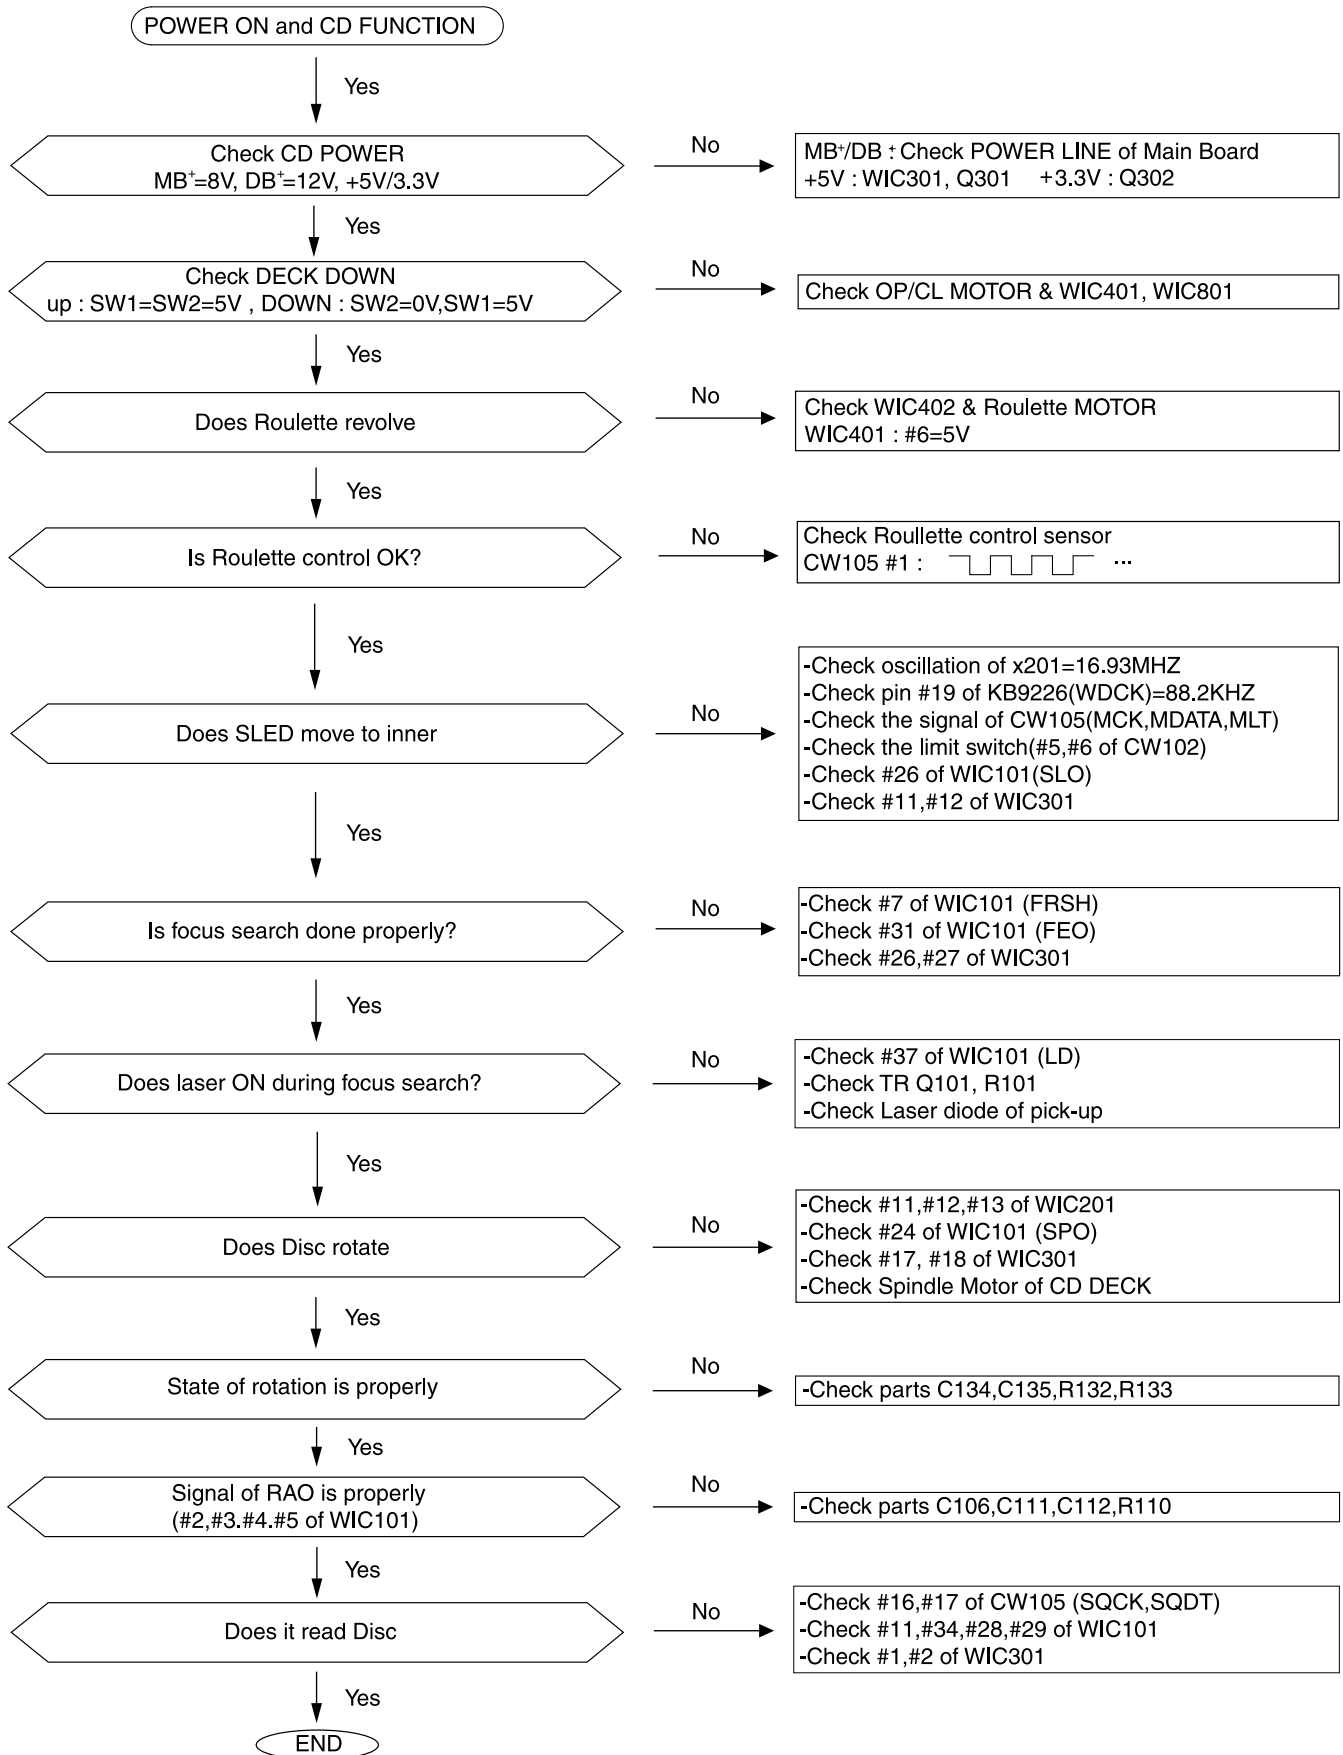 POWER ON and CD FUNCTION
Yes
Check CD POWER
MB+=8V, DB+=12V, +5V/3.3V
No
MB+/DB + : Check POWER LINE of Main Board
+5V : WIC301, Q301 +3.3V : Q302
Yes
Check DECK DOWN
up : SW1=SW2=5V , DOWN : SW2=0V,SW1=5V
No
Check OP/CL MOTOR & WIC401, WIC801
Yes
Does Roulette revolve
No
Check WIC402 & Roulette MOTOR
WIC401 : #6=5V
Yes
Is Roulette control OK?
No
Check Roullette control sensor
CW105 #1 : ...
Yes
Does SLED move to inner
No
-Check oscillation of x201=16.93MHZ
-Check pin #19 of KB9226(WDCK)=88.2KHZ
-Check the signal of CW105(MCK,MDATA,MLT)
-Check the limit switch(#5,#6 of CW102)
-Check #26 of WIC101(SLO)
-Check #11,#12 of WIC301
Yes
Is focus search done properly?
No
-Check #7 of WIC101 (FRSH)
-Check #31 of WIC101 (FEO)
-Check #26,#27 of WIC301
Yes
Does laser ON during focus search?
No
-Check #37 of WIC101 (LD)
-Check TR Q101, R101
-Check Laser diode of pick-up
Yes
Does Disc rotate
No
-Check #11,#12,#13 of WIC201
-Check #24 of WIC101 (SPO)
-Check #17, #18 of WIC301
-Check Spindle Motor of CD DECK
Yes
State of rotation is properly
No
-Check parts C134,C135,R132,R133
Yes
Signal of RAO is properly
(#2,#3.#4.#5 of WIC101)
No
-Check parts C106,C111,C112,R110
Yes
Does it read Disc
No
-Check #16,#17 of CW105 (SQCK,SQDT)
-Check #11,#34,#28,#29 of WIC101
-Check #1,#2 of WIC301
Yes
END